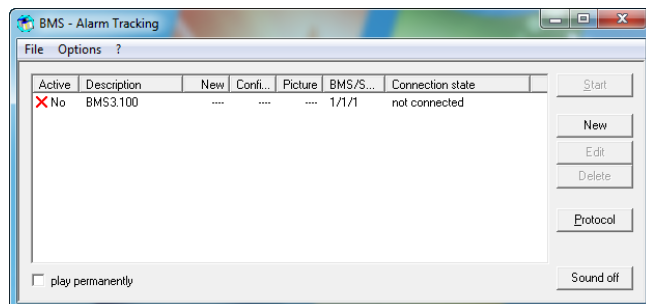 BMS - Alarm Tracking
File Options ?
Active Description New Confi... Picture BMS/S... Connection state
No BMS3.100 ---- ---- ---- 1/1/1 not connected
Start
New
Edit
Delete
Protocol
play permanently
Sound off